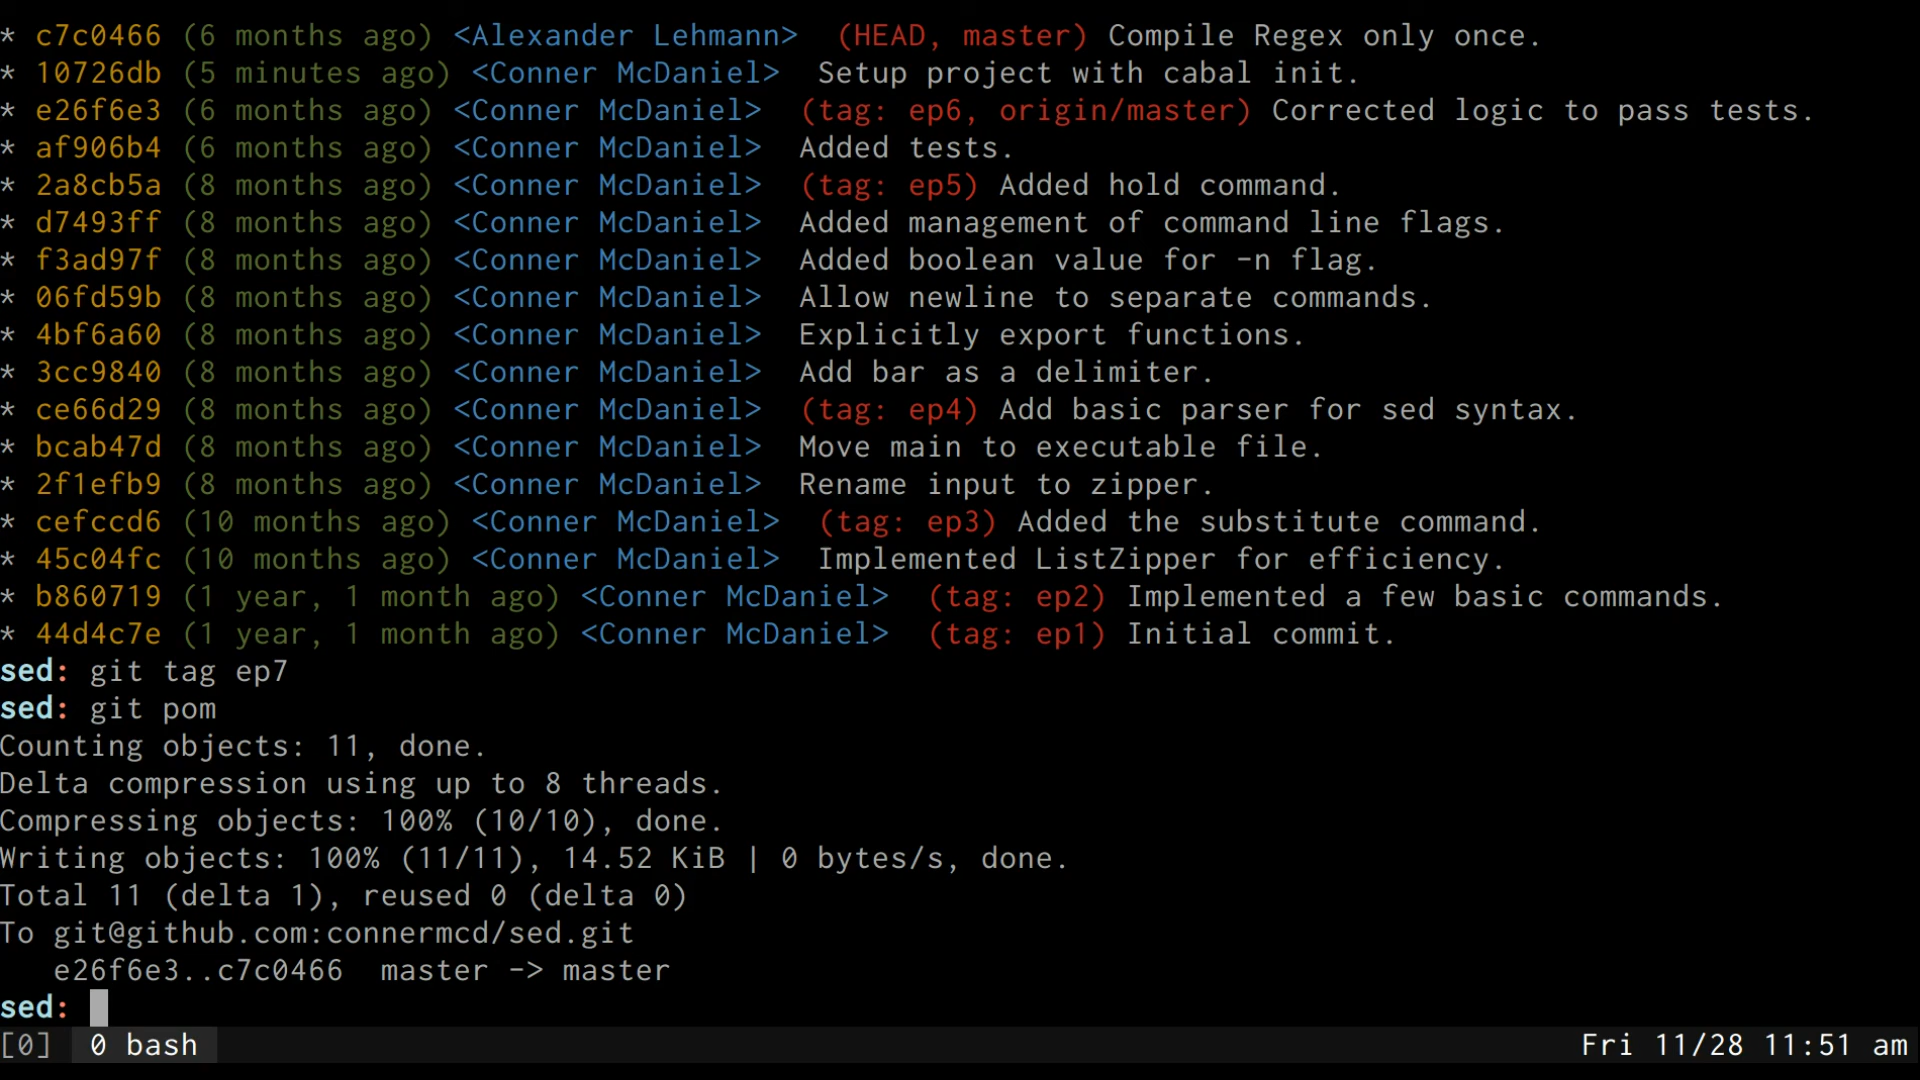 * c7c0466 (6 months ago) <Alexander Lehmann>  (HEAD, master) Compile Regex only once.
* 10726db (5 minutes ago) <Conner McDaniel>  Setup project with cabal init.
* e26f6e3 (6 months ago) <Conner McDaniel>  (tag: ep6, origin/master) Corrected logic to pass tests.
* af906b4 (6 months ago) <Conner McDaniel>  Added tests.
* 2a8cb5a (8 months ago) <Conner McDaniel>  (tag: ep5) Added hold command.
* d7493ff (8 months ago) <Conner McDaniel>  Added management of command line flags.
* f3ad97f (8 months ago) <Conner McDaniel>  Added boolean value for -n flag.
* 06fd59b (8 months ago) <Conner McDaniel>  Allow newline to separate commands.
* 4bf6a60 (8 months ago) <Conner McDaniel>  Explicitly export functions.
* 3cc9840 (8 months ago) <Conner McDaniel>  Add bar as a delimiter.
* ce66d29 (8 months ago) <Conner McDaniel>  (tag: ep4) Add basic parser for sed syntax.
* bcab47d (8 months ago) <Conner McDaniel>  Move main to executable file.
* 2f1efb9 (8 months ago) <Conner McDaniel>  Rename input to zipper.
* cefccd6 (10 months ago) <Conner McDaniel>  (tag: ep3) Added the substitute command.
* 45c04fc (10 months ago) <Conner McDaniel>  Implemented ListZipper for efficiency.
* b860719 (1 year, 1 month ago) <Conner McDaniel>  (tag: ep2) Implemented a few basic commands.
* 44d4c7e (1 year, 1 month ago) <Conner McDaniel>  (tag: ep1) Initial commit.
sed: git tag ep7
sed: git pom
Counting objects: 11, done.
Delta compression using up to 8 threads.
Compressing objects: 100% (10/10), done.
Writing objects: 100% (11/11), 14.52 KiB | 0 bytes/s, done.
Total 11 (delta 1), reused 0 (delta 0)
To git@github.com:connermcd/sed.git
   e26f6e3..c7c0466  master -> master
sed:
[0]  0 bash  Fri 11/28 11:51 am